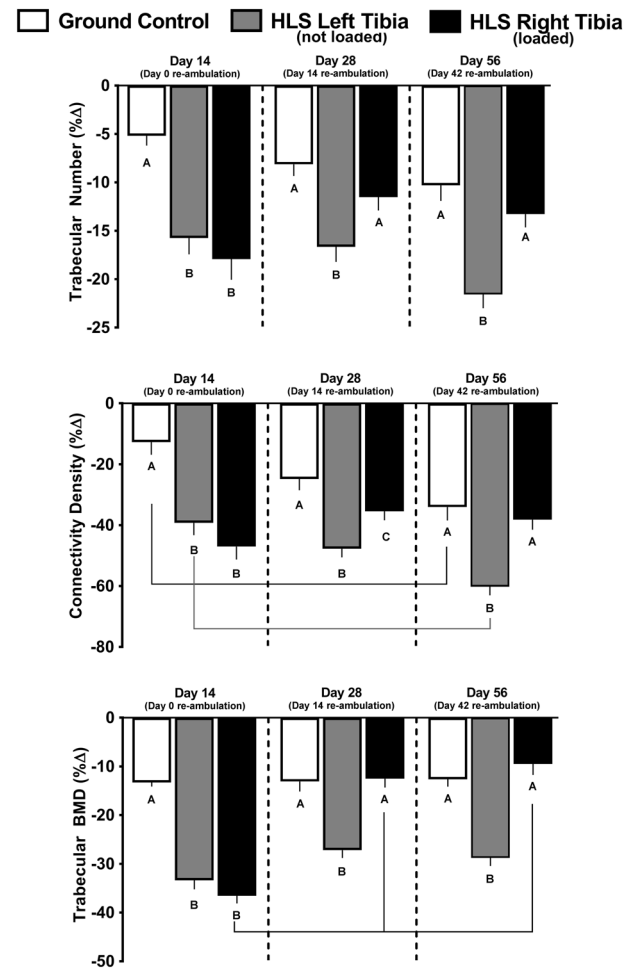 Ground Control
HLS Left Tibia
(not loaded)
HLS Right Tibia
(loaded)
Trabecular Number (%Δ)
Day 14
(Day 0 re-ambulation)
Day 28
(Day 14 re-ambulation)
Day 56
(Day 42 re-ambulation)
0
-5
-10
-15
-20
-25
A
B
B
A
B
A
A
B
A
Connectivity Density (%Δ)
Day 14
(Day 0 re-ambulation)
Day 28
(Day 14 re-ambulation)
Day 56
(Day 42 re-ambulation)
0
-20
-40
-60
-80
A
B
B
A
B
C
A
B
A
Trabecular BMD (%Δ)
Day 14
(Day 0 re-ambulation)
Day 28
(Day 14 re-ambulation)
Day 56
(Day 42 re-ambulation)
0
-10
-20
-30
-40
-50
A
B
B
A
B
A
A
B
A